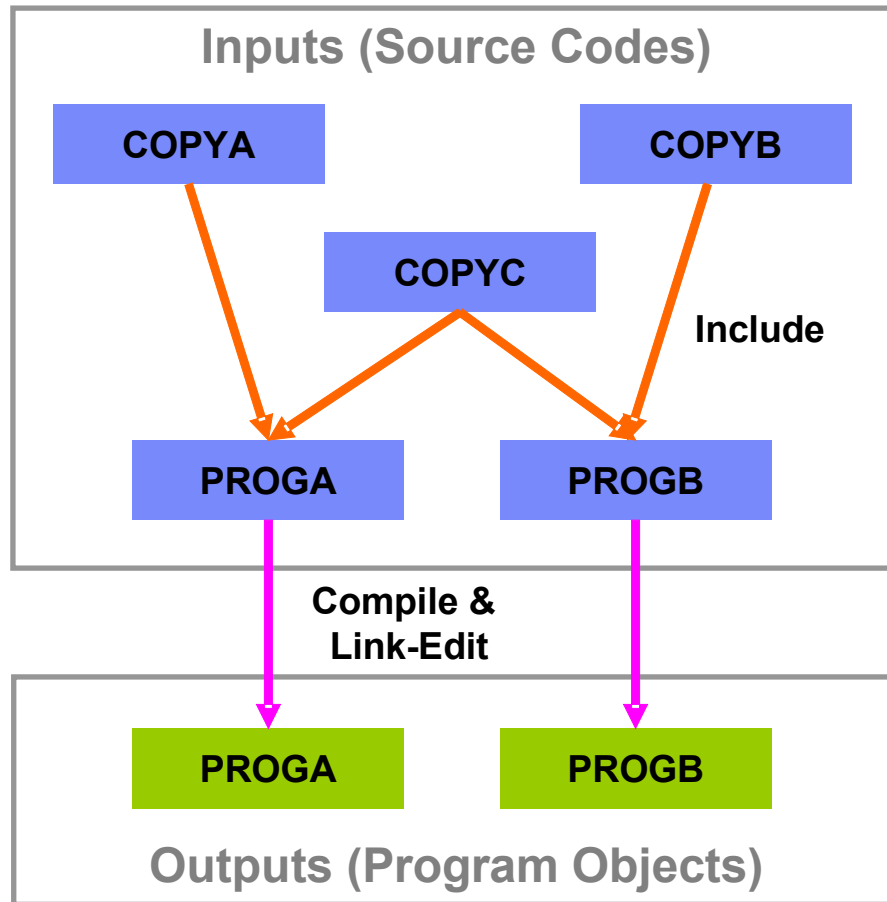 Inputs (Source Codes)
COPYA
COPYB
COPYC
Include
PROGA
PROGB
Compile &
Link-Edit
PROGA
PROGB
Outputs (Program Objects)